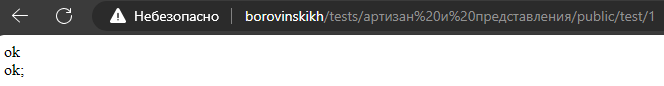 Небезопасно borovinskikh/tests/артизан%20и%20представления/public/test/1
ok
ok;